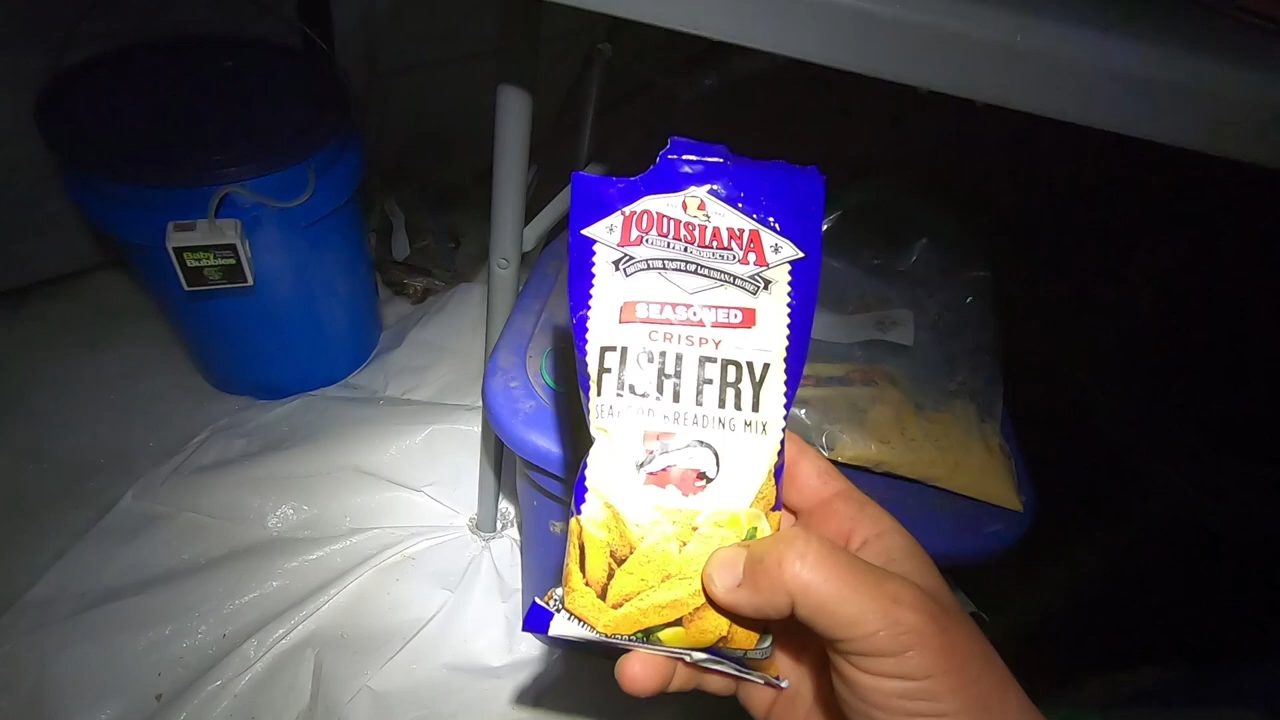 Baby
Bubbles
LOUISIANA
FISH FRY PRODUCTS
BRING THE TASTE OF LOUISIANA HOME!
SEASONED
CRISPY
FISH FRY
SEAFOOD BREADING MIX